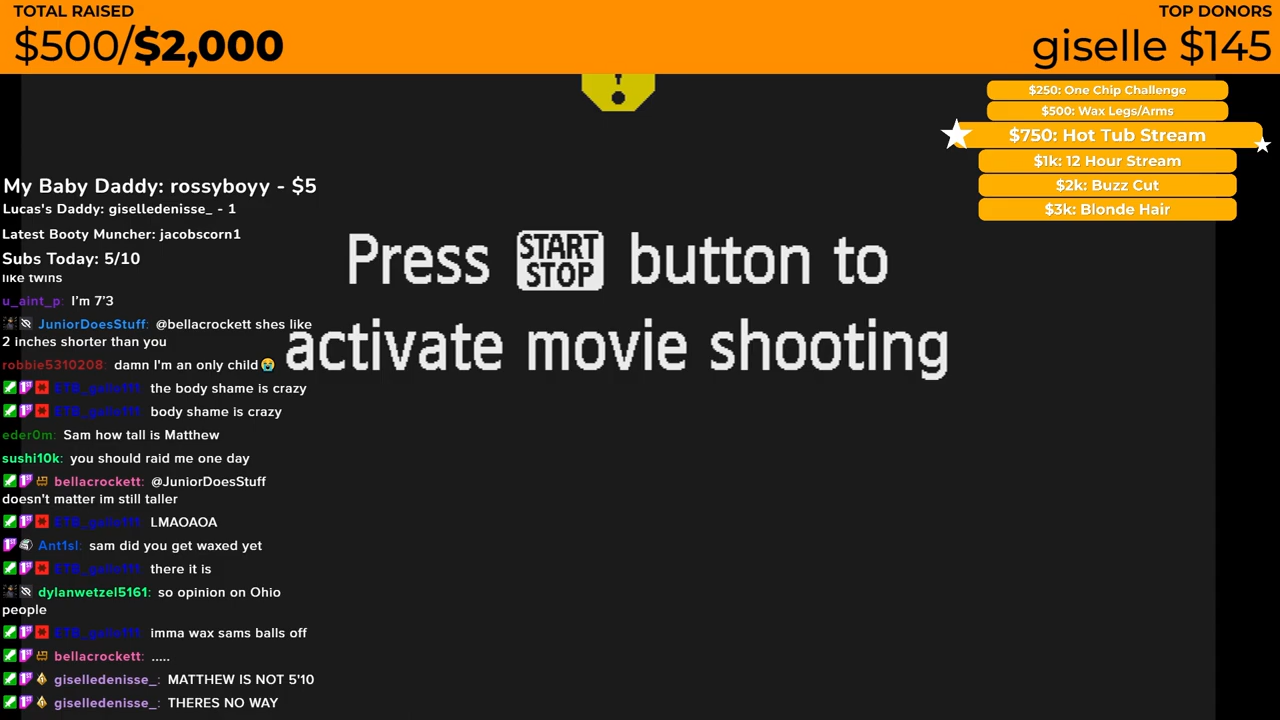 TOTAL RAISED
$500/$2,000
TOP DONORS
giselle $145
$250: One Chip Challenge
$500: Wax Legs/Arms
$750: Hot Tub Stream
$1k: 12 Hour Stream
$2k: Buzz Cut
$3k: Blonde Hair
My Baby Daddy: rossyboyy - $5
Lucas's Daddy: giselledenisse_ - 1
Latest Booty Muncher: jacobscorn1
Subs Today: 5/10
Press START STOP button to
activate movie shooting
like twins
u_aint_p: I'm 7'3
JuniorDoesStuff: @bellacrockett shes like
2 inches shorter than you
robbie5310208: damn I'm an only child😭
the body shame is crazy
body shame is crazy
eder0m: Sam how tall is Matthew
sushi10k: you should raid me one day
bellacrockett: @JuniorDoesStuff
doesn't matter im still taller
LMAOAOA
Ant1sl: sam did you get waxed yet
there it is
dylanwetzel5161: so opinion on Ohio
people
imma wax sams balls off
bellacrockett: .....
giselledenisse_: MATTHEW IS NOT 5'10
giselledenisse_: THERES NO WAY